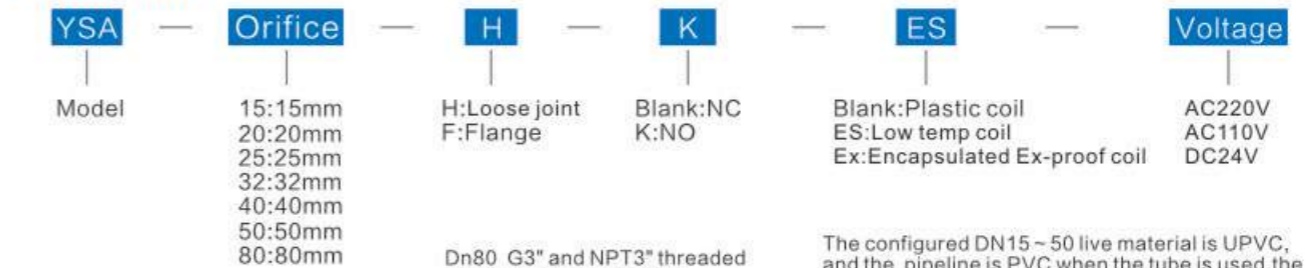 YSA — Orifice — H — K — ES — Voltage
Model 15:15mm H:Loose joint Blank:NC Blank:Plastic coil AC220V
20:20mm F:Flange K:NO ES:Low temp coil AC110V
25:25mm Ex:Encapsulated Ex-proof coil DC24V
32:32mm
40:40mm
50:50mm
80:80mm
Dn80 G3" and NPT3" threaded
The configured DN15~50 live material is UPVC,
and the pipeline is PVC when the tube is used the